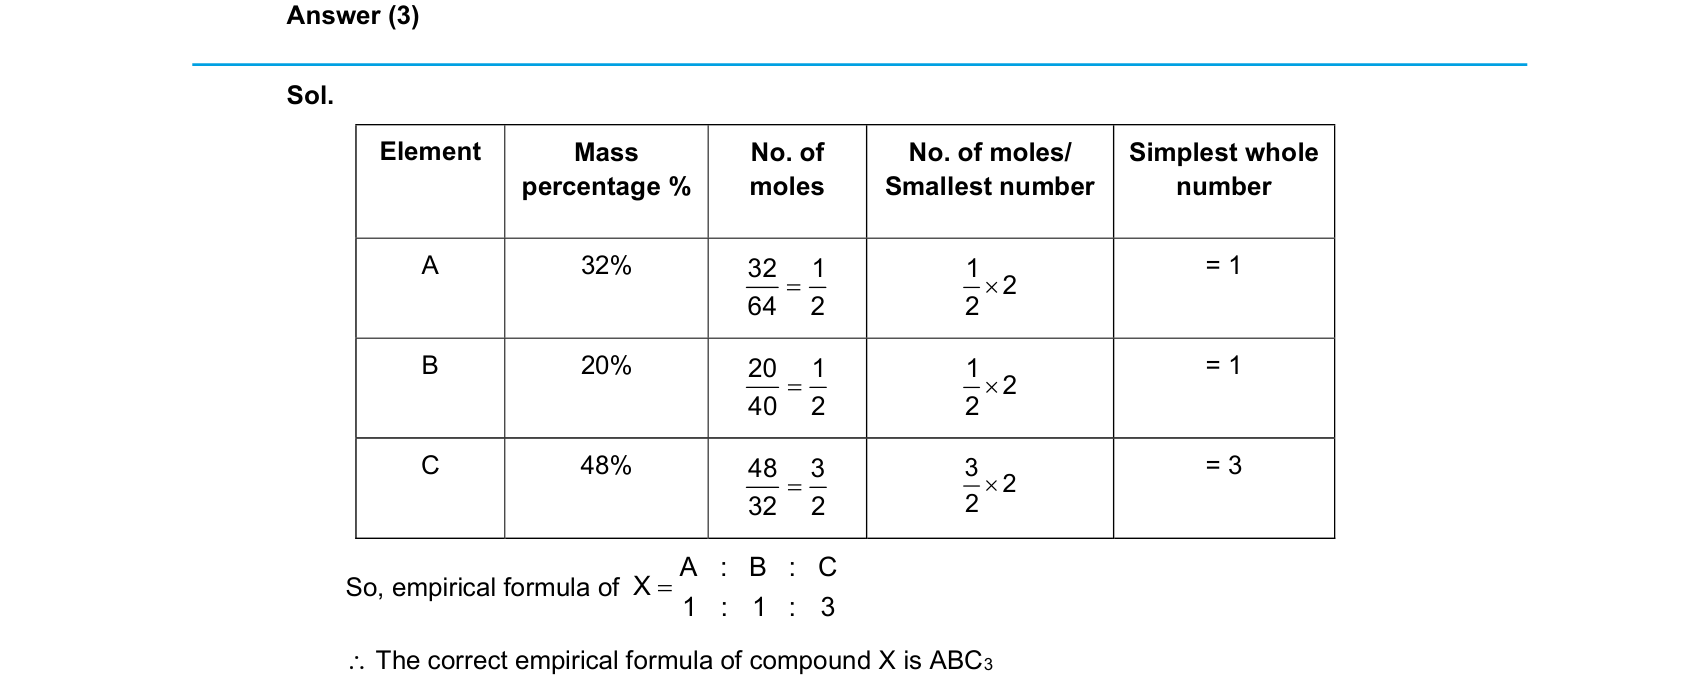 Answer (3)
Sol.
Element | Mass percentage % | No. of moles | No. of moles/ Smallest number | Simplest whole number
A | 32% | 32/64 = 1/2 | 1/2 × 2 | = 1
B | 20% | 20/40 = 1/2 | 1/2 × 2 | = 1
C | 48% | 48/32 = 3/2 | 3/2 × 2 | = 3
A : B : C
So, empirical formula of X =
1 : 1 : 3
∴ The correct empirical formula of compound X is ABC₃